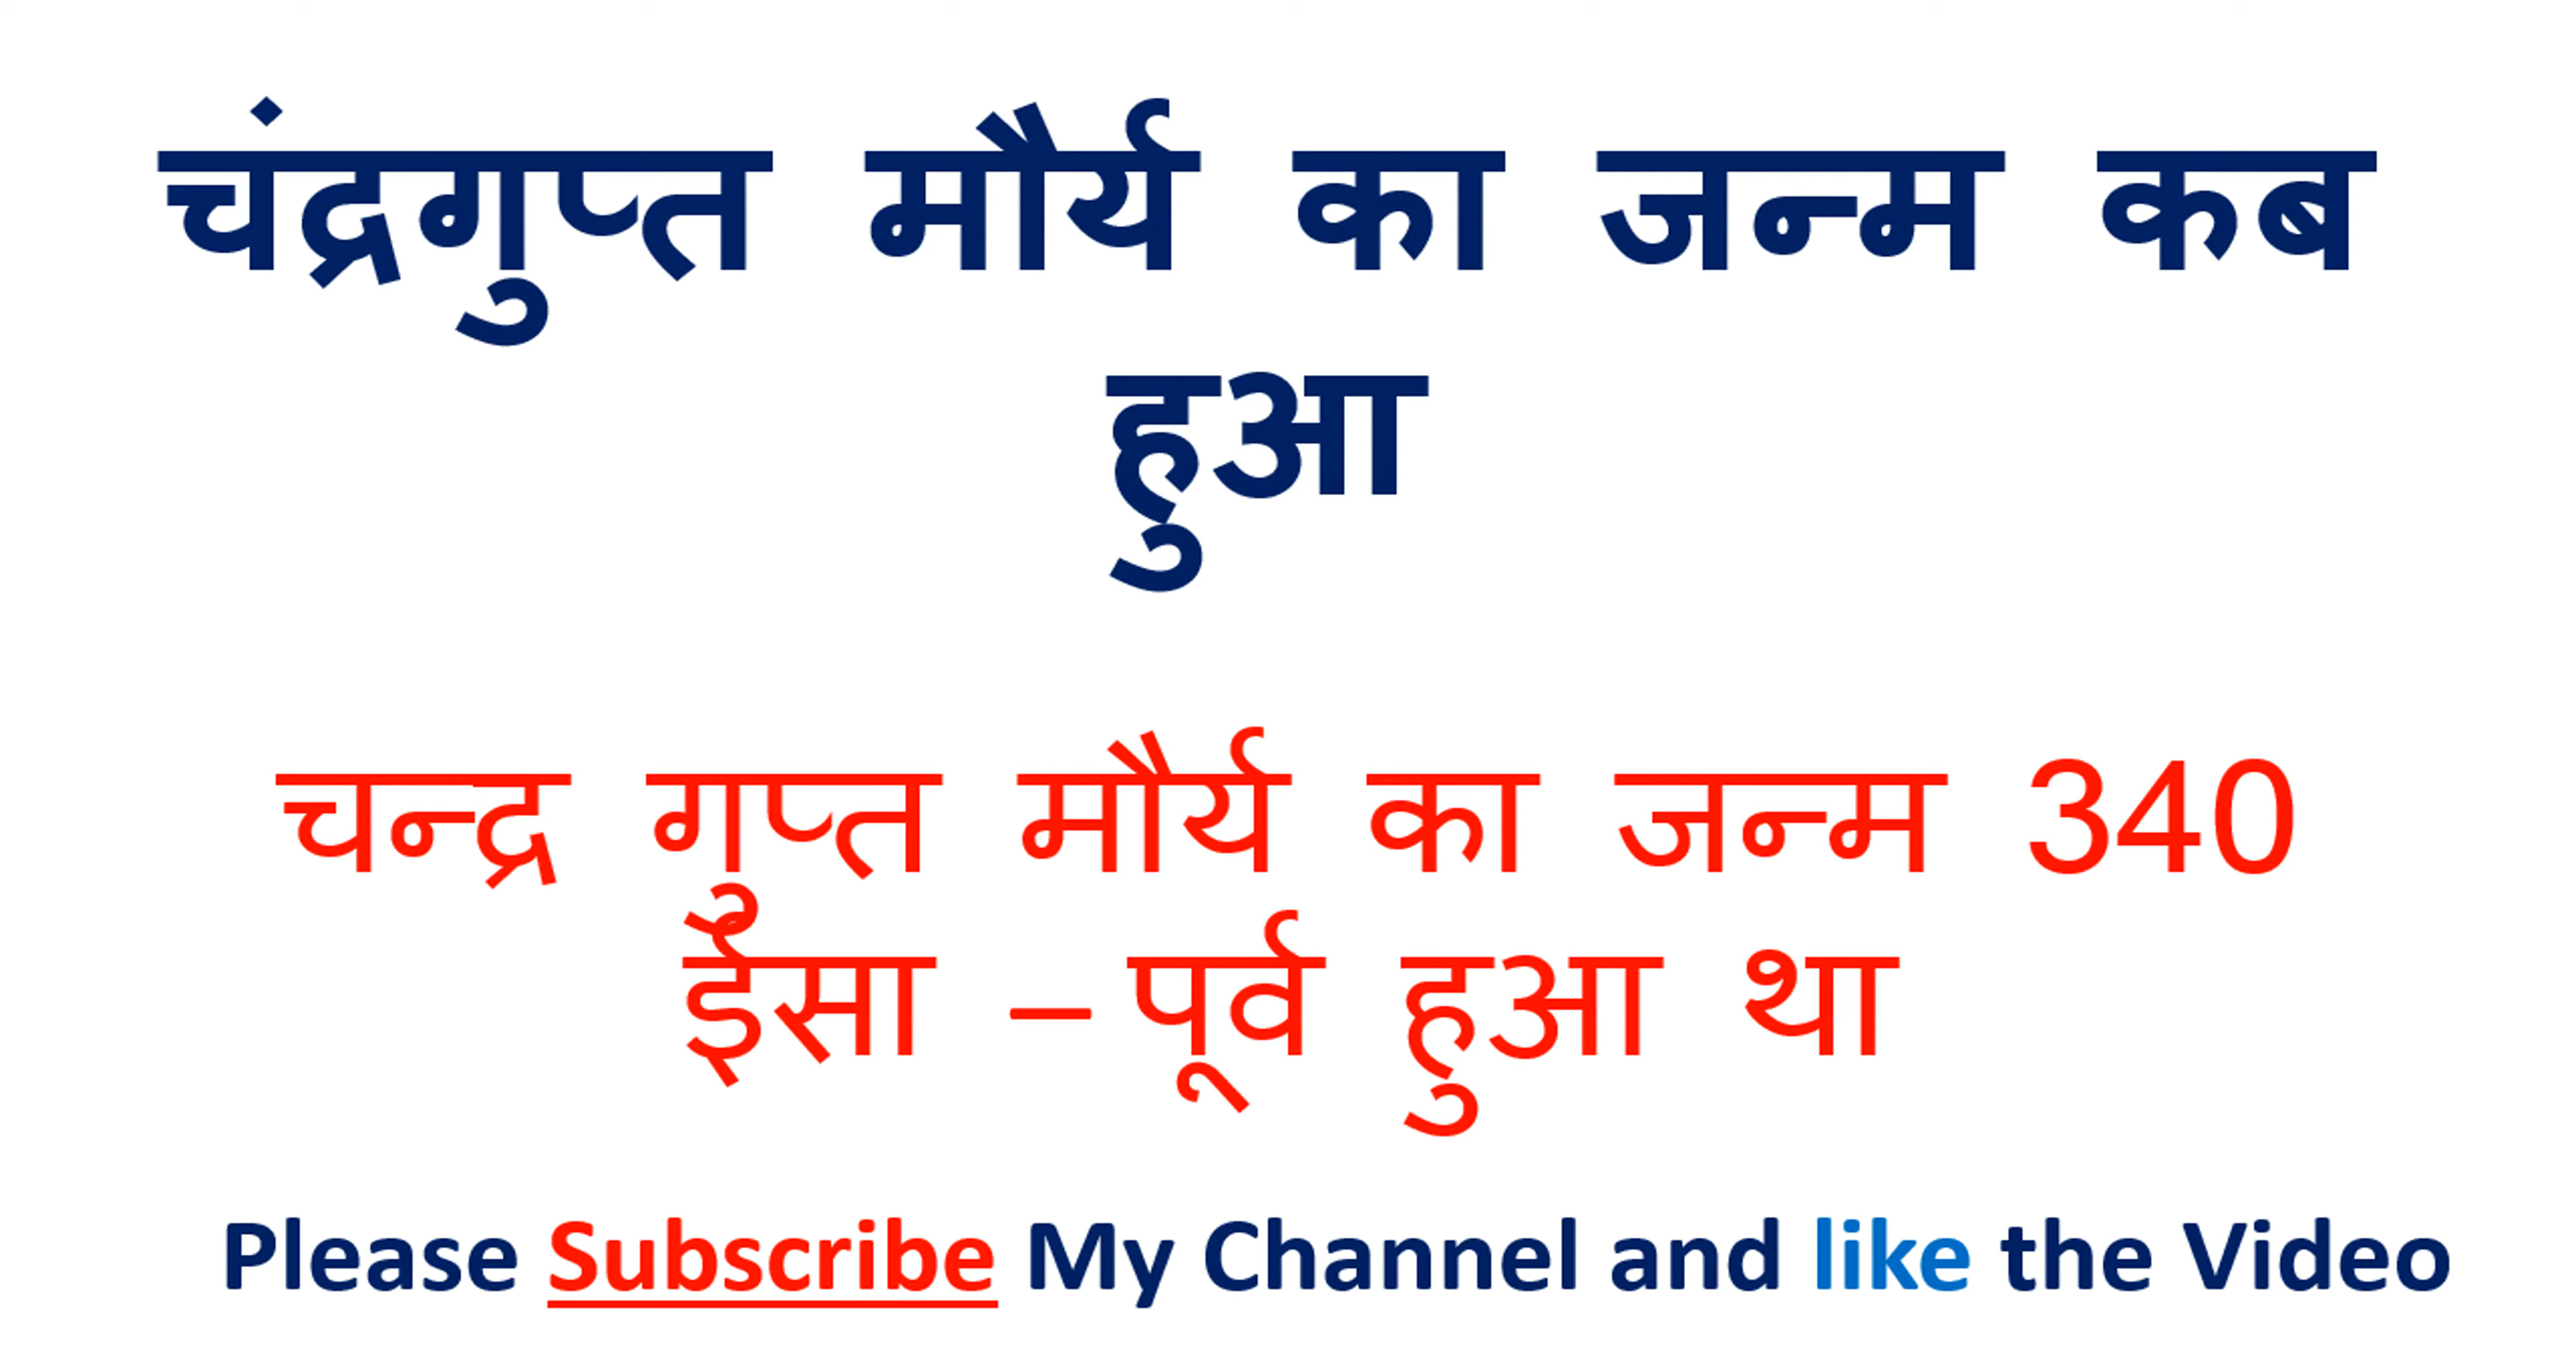 चंद्रगुप्त मौर्य का जन्म कब
हुआ
चन्द्र गुप्त मौर्य का जन्म 340
ईसा – पूर्व हुआ था
Please Subscribe My Channel and like the Video